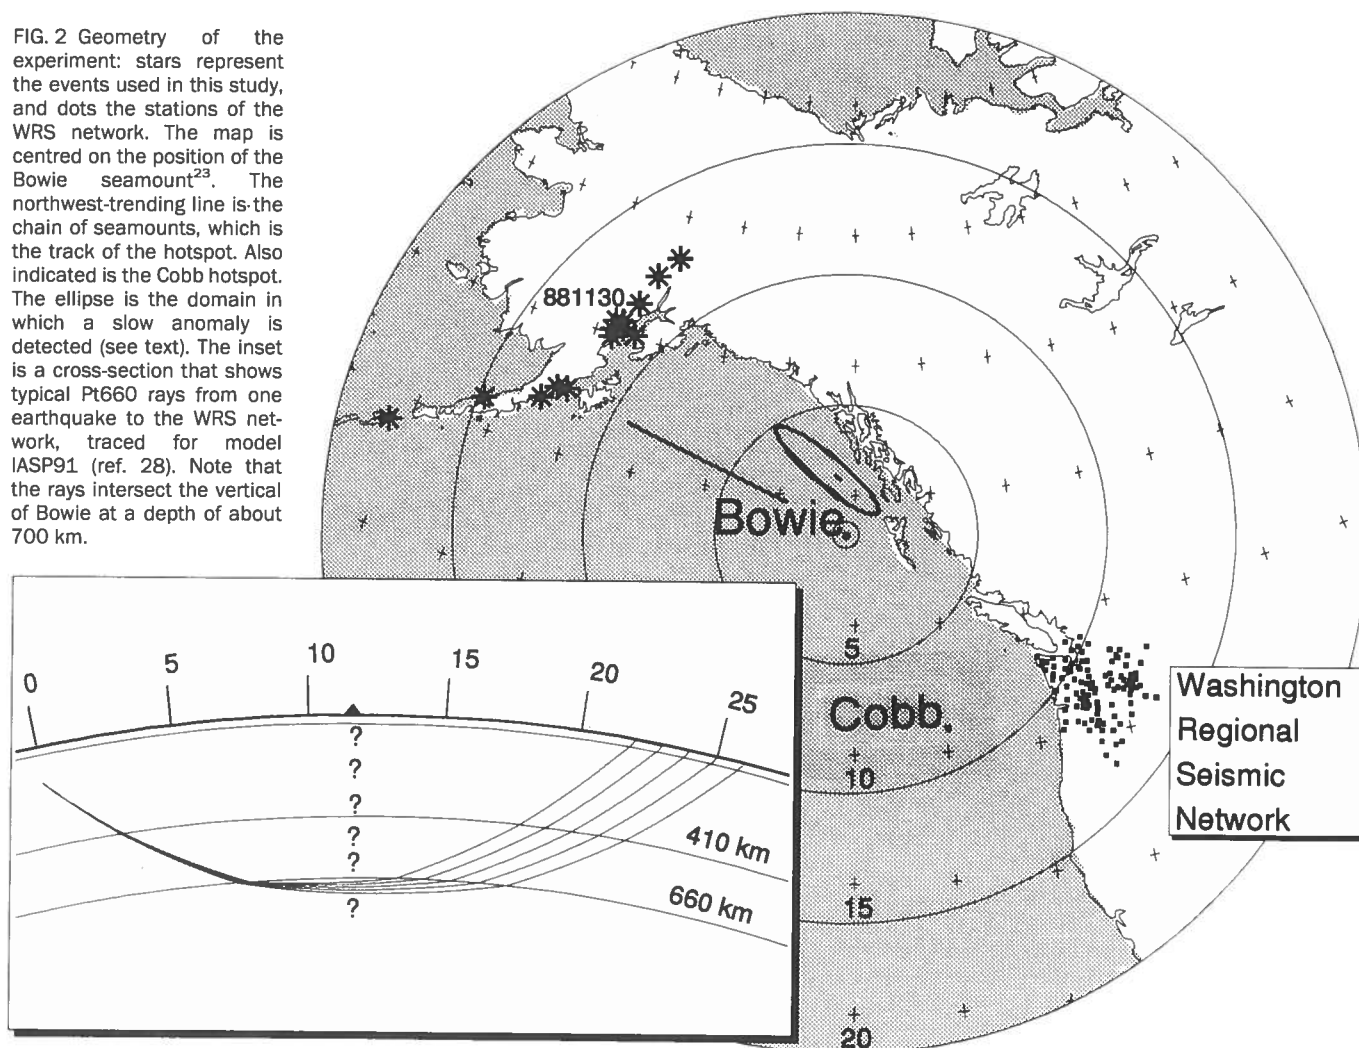 FIG. 2 Geometry of the
experiment: stars represent
the events used in this study,
and dots the stations of the
WRS network. The map is
centred on the position of the
Bowie seamount23. The
northwest-trending line is the
chain of seamounts, which is
the track of the hotspot. Also
indicated is the Cobb hotspot.
The ellipse is the domain in
which a slow anomaly is
detected (see text). The inset
is a cross-section that shows
typical Pt660 rays from one
earthquake to the WRS net-
work, traced for model
IASP91 (ref. 28). Note that
the rays intersect the vertical
of Bowie at a depth of about
700 km.
881130
Bowie
5
Cobb
10
15
20
Washington
Regional
Seismic
Network
0
5
10
15
20
25
?
?
?
?
?
?
410 km
660 km